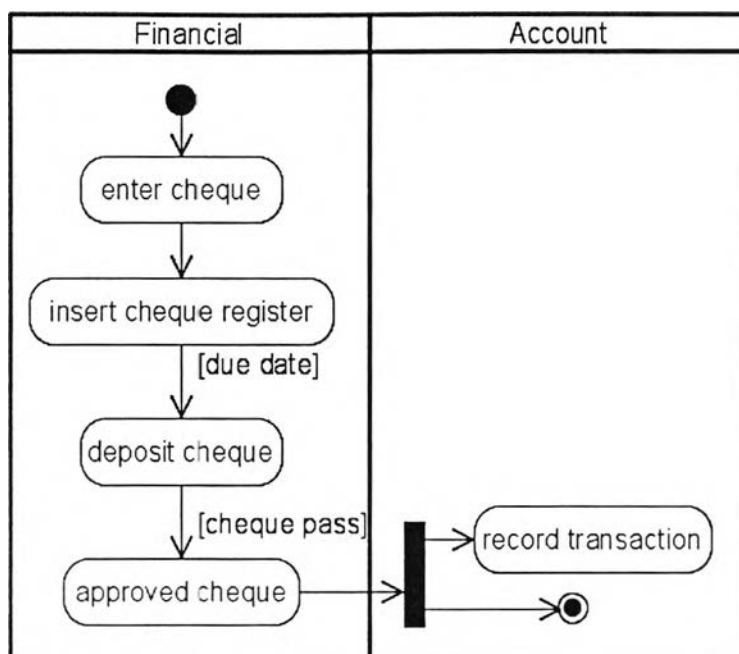 Financial
Account
enter cheque
insert cheque register
[due date]
deposit cheque
[cheque pass]
record transaction
approved cheque